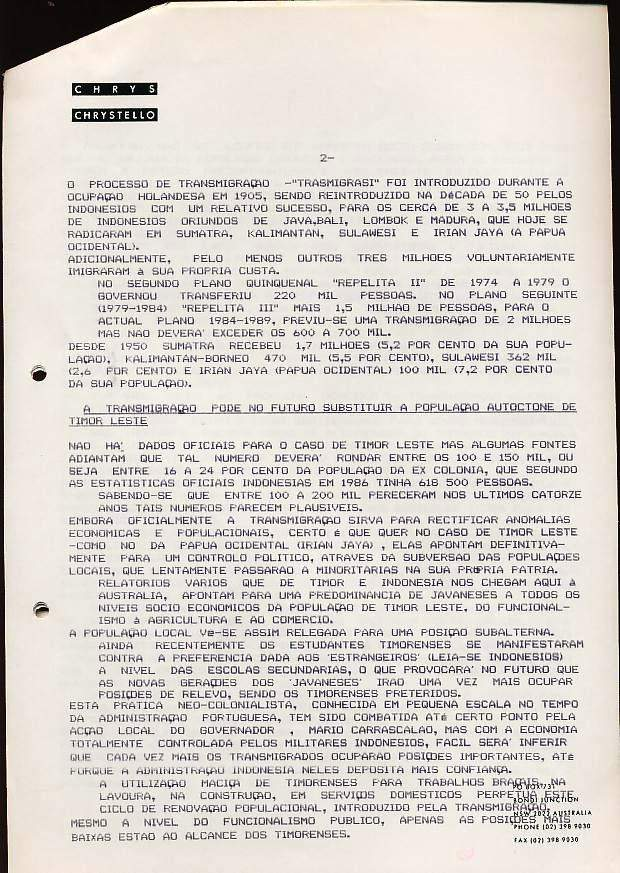 CHRYS
CHRYSTELLO
2-
O PROCESSO DE TRANSMIGRAÇAO -"TRASMIGRASI" FOI INTRODUZIDO DURANTE A
OCUPAÇAO HOLANDESA EM 1905, SENDO REINTRODUZIDO NA DéCADA DE 50 PELOS
INDONESIOS COM UM RELATIVO SUCESSO, PARA OS CERCA DE 3 A 3,5 MILHOES
DE INDONESIOS ORIUNDOS DE JAVA,BALI, LOMBOK E MADURA, QUE HOJE SE
RADICARAM EM SUMATRA, KALIMANTAN, SULAWESI E IRIAN JAYA (A PAPUA
OCIDENTAL).
ADICIONALMENTE, PELO MENOS OUTROS TRES MILHOES VOLUNTARIAMENTE
IMIGRARAM à SUA PROPRIA CUSTA.
NO SEGUNDO PLANO QUINQUENAL "REPELITA II" DE 1974 A 1979 O
GOVERNOU TRANSFERIU 220 MIL PESSOAS. NO PLANO SEGUINTE
(1979-1984) "REPELITA III" MAIS 1,5 MILHAO DE PESSOAS, PARA O
ACTUAL PLANO 1984-1989, PREVIU-SE UMA TRANSMIGRAÇAO DE 2 MILHOES
MAS NAO DEVERA' EXCEDER OS 600 A 700 MIL.
DESDE 1950 SUMATRA RECEBEU 1,7 MILHOES (5,2 POR CENTO DA SUA POPU-
LAÇAO), KALIMANTAN-BORNEO 470 MIL (5,5 POR CENTO), SULAWESI 362 MIL
(2,6 POR CENTO) E IRIAN JAYA (PAPUA OCIDENTAL) 100 MIL (7,2 POR CENTO
DA SUA POPULAÇAO).
A TRANSMIGRAÇAO PODE NO FUTURO SUBSTITUIR A POPULAÇAO AUTOCTONE DE
TIMOR LESTE
NAO HA' DADOS OFICIAIS PARA O CASO DE TIMOR LESTE MAS ALGUMAS FONTES
ADIANTAM QUE TAL NUMERO DEVERA' RONDAR ENTRE OS 100 E 150 MIL, OU
SEJA ENTRE 16 A 24 POR CENTO DA POPULAÇAO DA EX COLONIA, QUE SEGUNDO
AS ESTATISTICAS OFICIAIS INDONESIAS EM 1986 TINHA 618 500 PESSOAS.
SABENDO-SE QUE ENTRE 100 A 200 MIL PERECERAM NOS ULTIMOS CATORZE
ANOS TAIS NUMEROS PARECEM PLAUSIVEIS.
EMBORA OFICIALMENTE A TRANSMIGRAÇAO SIRVA PARA RECTIFICAR ANOMALIAS
ECONOMICAS E POPULACIONAIS, CERTO é QUE QUER NO CASO DE TIMOR LESTE
-COMO NO DA PAPUA OCIDENTAL (IRIAN JAYA) , ELAS APONTAM DEFINITIVA-
MENTE PARA UM CONTROLO POLITICO, ATRAVES DA SUBVERSAO DAS POPULAÇOES
LOCAIS, QUE LENTAMENTE PASSARAO A MINORITARIAS NA SUA PRóPRIA PATRIA.
RELATORIOS VARIOS QUE DE TIMOR E INDONESIA NOS CHEGAM AQUI à
AUSTRALIA, APONTAM PARA UMA PREDOMINANCIA DE JAVANESES A TODOS OS
NIVEIS SOCIO ECONOMICOS DA POPULAÇAO DE TIMOR LESTE, DO FUNCIONAL-
ISMO à AGRICULTURA E AO COMERCIO.
A POPULAÇAO LOCAL Vê-SE ASSIM RELEGADA PARA UMA POSIÇAO SUBALTERNA.
AINDA RECENTEMENTE OS ESTUDANTES TIMORENSES SE MANIFESTARAM
CONTRA A PREFERENCIA DADA AOS 'ESTRANGEIROS' (LEIA-SE INDONESIOS)
A NIVEL DAS ESCOLAS SECUNDARIAS, O QUE PROVOCARA' NO FUTURO QUE
AS NOVAS GERAÇOES DOS 'JAVANESES' IRAO UMA VEZ MAIS OCUPAR
POSIÇOES DE RELEVO, SENDO OS TIMORENSES PRETERIDOS.
ESTA PRATICA NEO-COLONIALISTA, CONHECIDA EM PEQUENA ESCALA NO TEMPO
DA ADMINISTRAÇAO PORTUGUESA, TEM SIDO COMBATIDA ATé CERTO PONTO PELA
ACÇAO LOCAL DO GOVERNADOR , MARIO CARRASCALAO, MAS COM A ECONOMIA
TOTALMENTE CONTROLADA PELOS MILITARES INDONESIOS, FACIL SERA' INFERIR
QUE CADA VEZ MAIS OS TRANSMIGRADOS OCUPARAO POSIÇOES IMPORTANTES, ATé
PORQUE A ADMINISTRAÇAO INDONESIA NELES DEPOSITA MAIS CONFIANÇA.
A UTILIZAÇAO MACIÇA DE TIMORENSES PARA TRABALHOS BRAÇAIS, NA
LAVOURA, NA CONSTRUÇAO, EM SERVIÇOS DOMESTICOS PERPETUA ESTE
CICLO DE RENOVAÇAO POPULACIONAL, INTRODUZIDO PELA TRANSMIGRAÇAO.
MESMO A NIVEL DO FUNCIONALISMO PUBLICO, APENAS AS POSIÇOES MAIS
BAIXAS ESTAO AO ALCANCE DOS TIMORENSES.
PO BOX 731
BONDI JUNCTION
NSW 2022 AUSTRALIA
PHONE (02) 398 9030
FAX (02) 398 9030